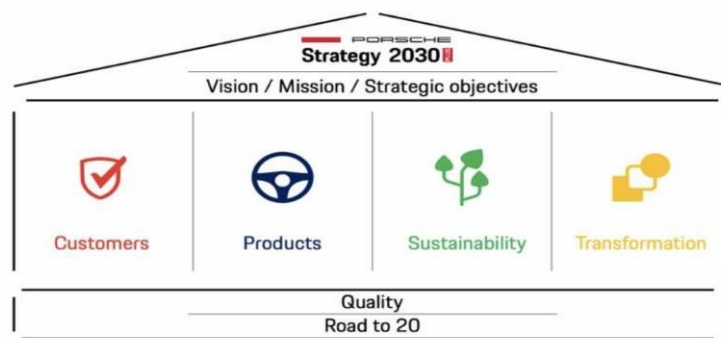 PORSCHE
Strategy 2030
Vision / Mission / Strategic objectives
Customers
Products
Sustainability
Transformation
Quality
Road to 20